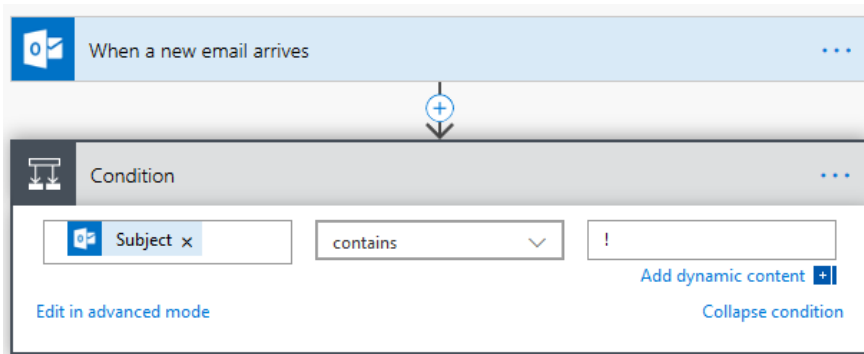 When a new email arrives
Condition
Subject x contains !
Add dynamic content +
Edit in advanced mode Collapse condition